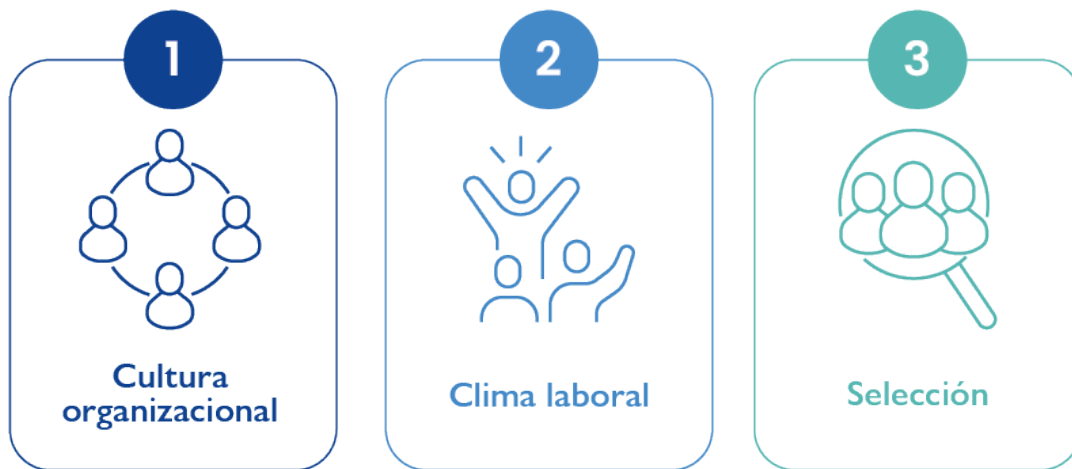 1
2
3
Cultura
organizacional
Clima laboral
Selección